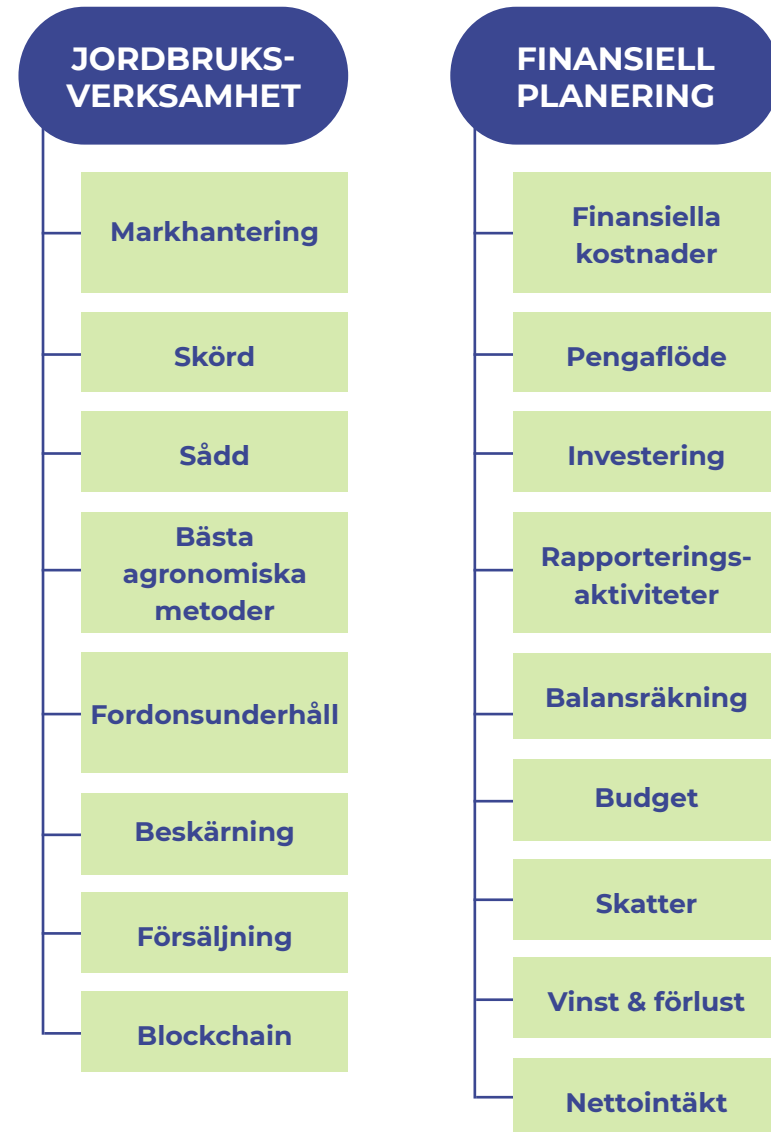 JORDBRUKS-
VERKSAMHET
Markhantering
Skörd
Sådd
Bästa
agronomiska
metoder
Fordonsunderhåll
Beskärning
Försäljning
Blockchain
FINANSIELL
PLANERING
Finansiella
kostnader
Pengaflöde
Investering
Rapporterings-
aktiviteter
Balansräkning
Budget
Skatter
Vinst & förlust
Nettointäkt